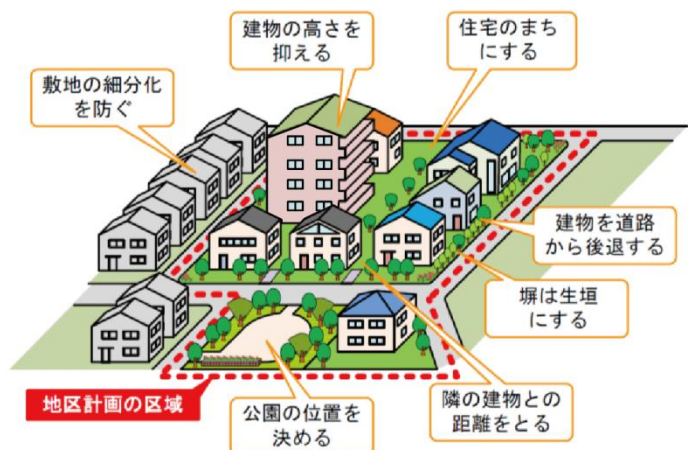 建物の高さを
抑える
住宅のまち
にする
敷地の細分化
を防ぐ
建物を道路
から後退する
塀は生垣
にする
隣の建物との
距離をとる
公園の位置を
決める
地区計画の区域